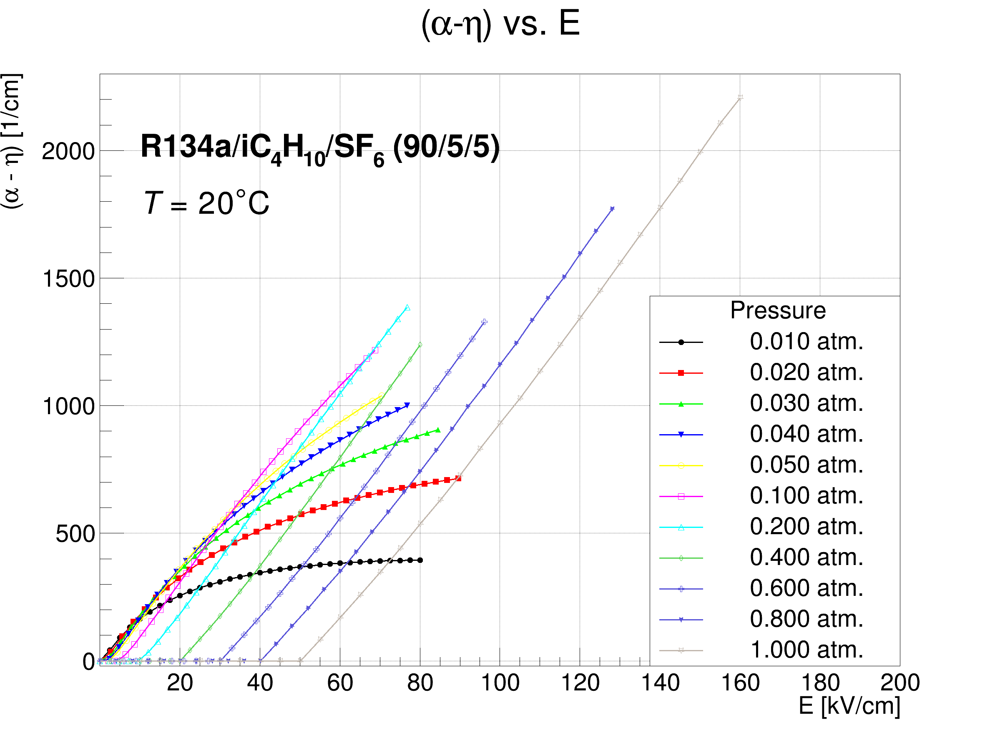 (α-η) vs. E
(α - η) [1/cm]
R134a/iC4H10/SF6 (90/5/5)
T = 20°C
2000
1500
1000
500
0
Pressure
0.010 atm.
0.020 atm.
0.030 atm.
0.040 atm.
0.050 atm.
0.100 atm.
0.200 atm.
0.400 atm.
0.600 atm.
0.800 atm.
1.000 atm.
20 40 60 80 100 120 140 160 180 200
E [kV/cm]